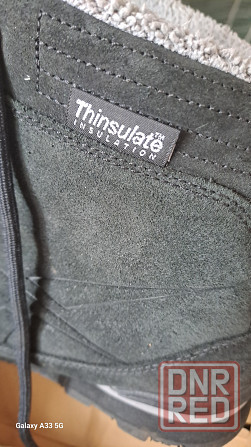 Thinsulate™
INSULATION
Galaxy A33 5G
DNR
RED